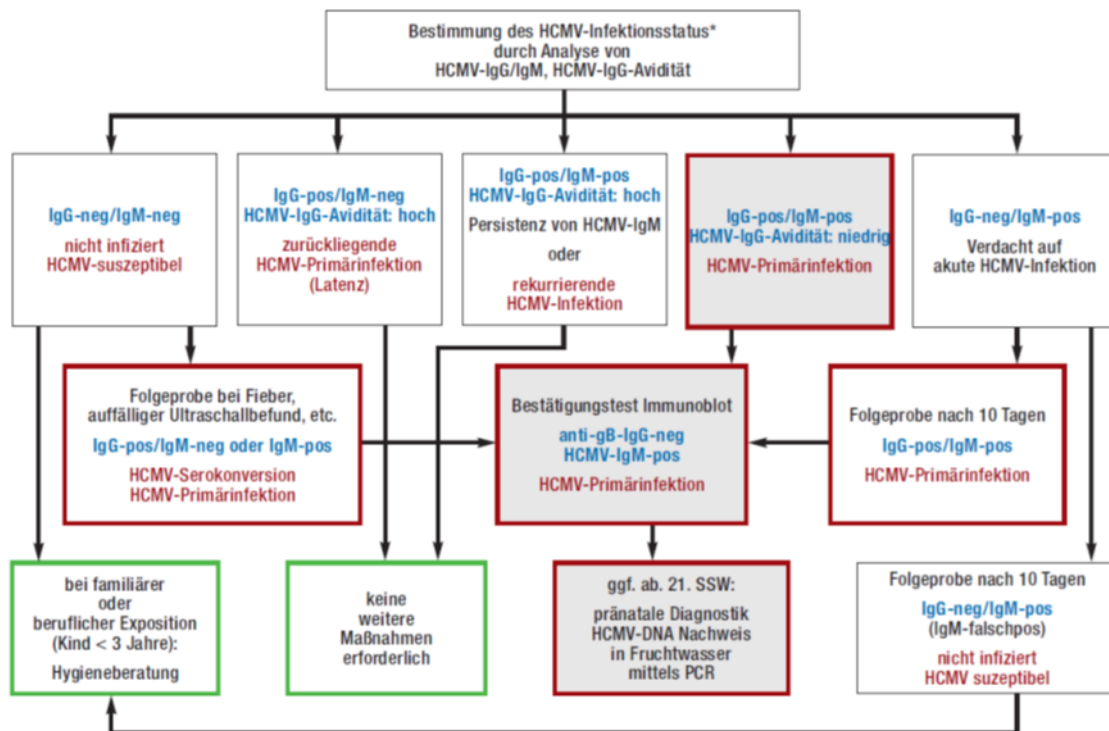 Bestimmung des HCMV-Infektionsstatus*
durch Analyse von
HCMV-IgG/IgM, HCMV-IgG-Avidität
IgG-neg/IgM-neg
nicht infiziert
HCMV-suszeptibel
IgG-pos/IgM-neg
HCMV-IgG-Avidität: hoch
zurückliegende
HCMV-Primärinfektion
(Latenz)
IgG-pos/IgM-pos
HCMV-IgG-Avidität: hoch
Persistenz von HCMV-IgM
oder
rekurrierende
HCMV-Infektion
IgG-pos/IgM-pos
HCMV-IgG-Avidität: niedrig
HCMV-Primärinfektion
IgG-neg/IgM-pos
Verdacht auf
akute HCMV-Infektion
Folgeprobe bei Fieber,
auffälliger Ultraschallbefund, etc.
IgG-pos/IgM-neg oder IgM-pos
HCMV-Serokonversion
HCMV-Primärinfektion
Bestätigungstest Immunoblot
anti-gB-IgG-neg
HCMV-IgM-pos
HCMV-Primärinfektion
Folgeprobe nach 10 Tagen
IgG-pos/IgM-pos
HCMV-Primärinfektion
bei familiärer
oder
beruflicher Exposition
(Kind < 3 Jahre):
Hygieneberatung
keine
weitere
Maßnahmen
erforderlich
ggf. ab. 21. SSW:
pränatale Diagnostik
HCMV-DNA Nachweis
in Fruchtwasser
mittels PCR
Folgeprobe nach 10 Tagen
IgG-neg/IgM-pos
(IgM-falschpos)
nicht infiziert
HCMV suzeptibel